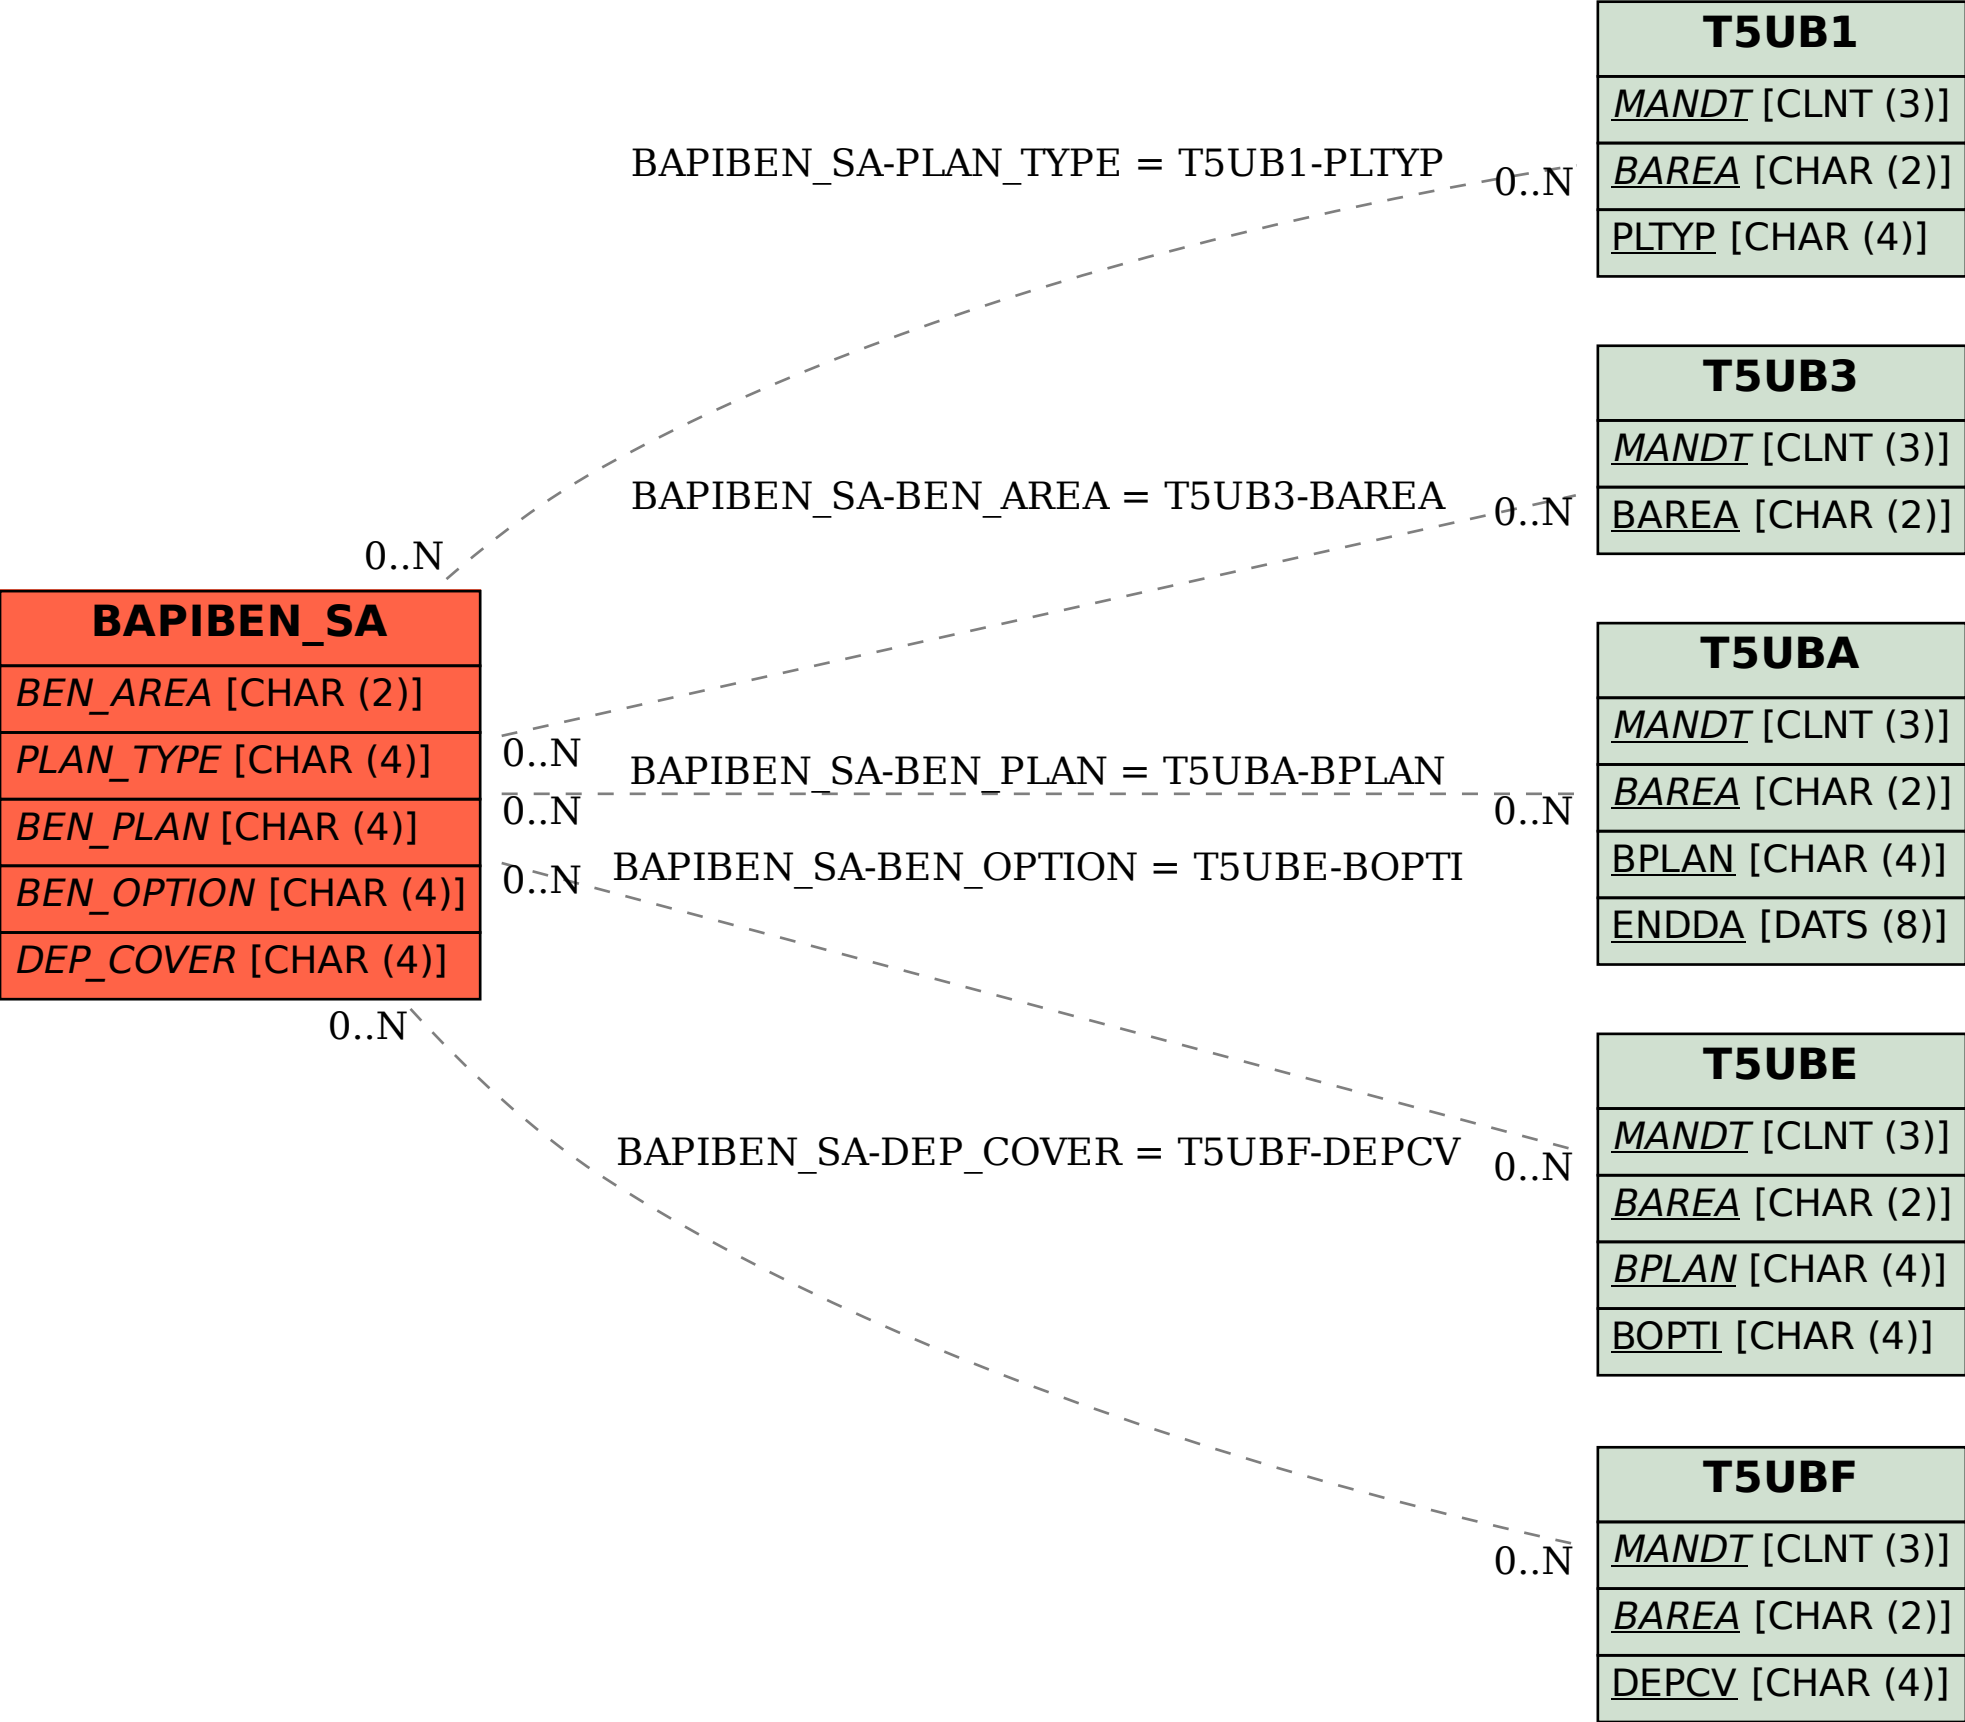 T5UB1
MANDT [CLNT (3)]
BAREA [CHAR (2)]
PLTYP [CHAR (4)]
BAPIBEN_SA-PLAN_TYPE = T5UB1-PLTYP
0..N
0..N
T5UB3
MANDT [CLNT (3)]
BAREA [CHAR (2)]
BAPIBEN_SA-BEN_AREA = T5UB3-BAREA
0..N
0..N
BAPIBEN_SA
BEN_AREA [CHAR (2)]
PLAN_TYPE [CHAR (4)]
BEN_PLAN [CHAR (4)]
BEN_OPTION [CHAR (4)]
DEP_COVER [CHAR (4)]
T5UBA
MANDT [CLNT (3)]
BAREA [CHAR (2)]
BPLAN [CHAR (4)]
ENDDA [DATS (8)]
BAPIBEN_SA-BEN_PLAN = T5UBA-BPLAN
0..N
0..N
BAPIBEN_SA-BEN_OPTION = T5UBE-BOPTI
0..N
0..N
T5UBE
MANDT [CLNT (3)]
BAREA [CHAR (2)]
BPLAN [CHAR (4)]
BOPTI [CHAR (4)]
BAPIBEN_SA-DEP_COVER = T5UBF-DEPCV
0..N
0..N
T5UBF
MANDT [CLNT (3)]
BAREA [CHAR (2)]
DEPCV [CHAR (4)]